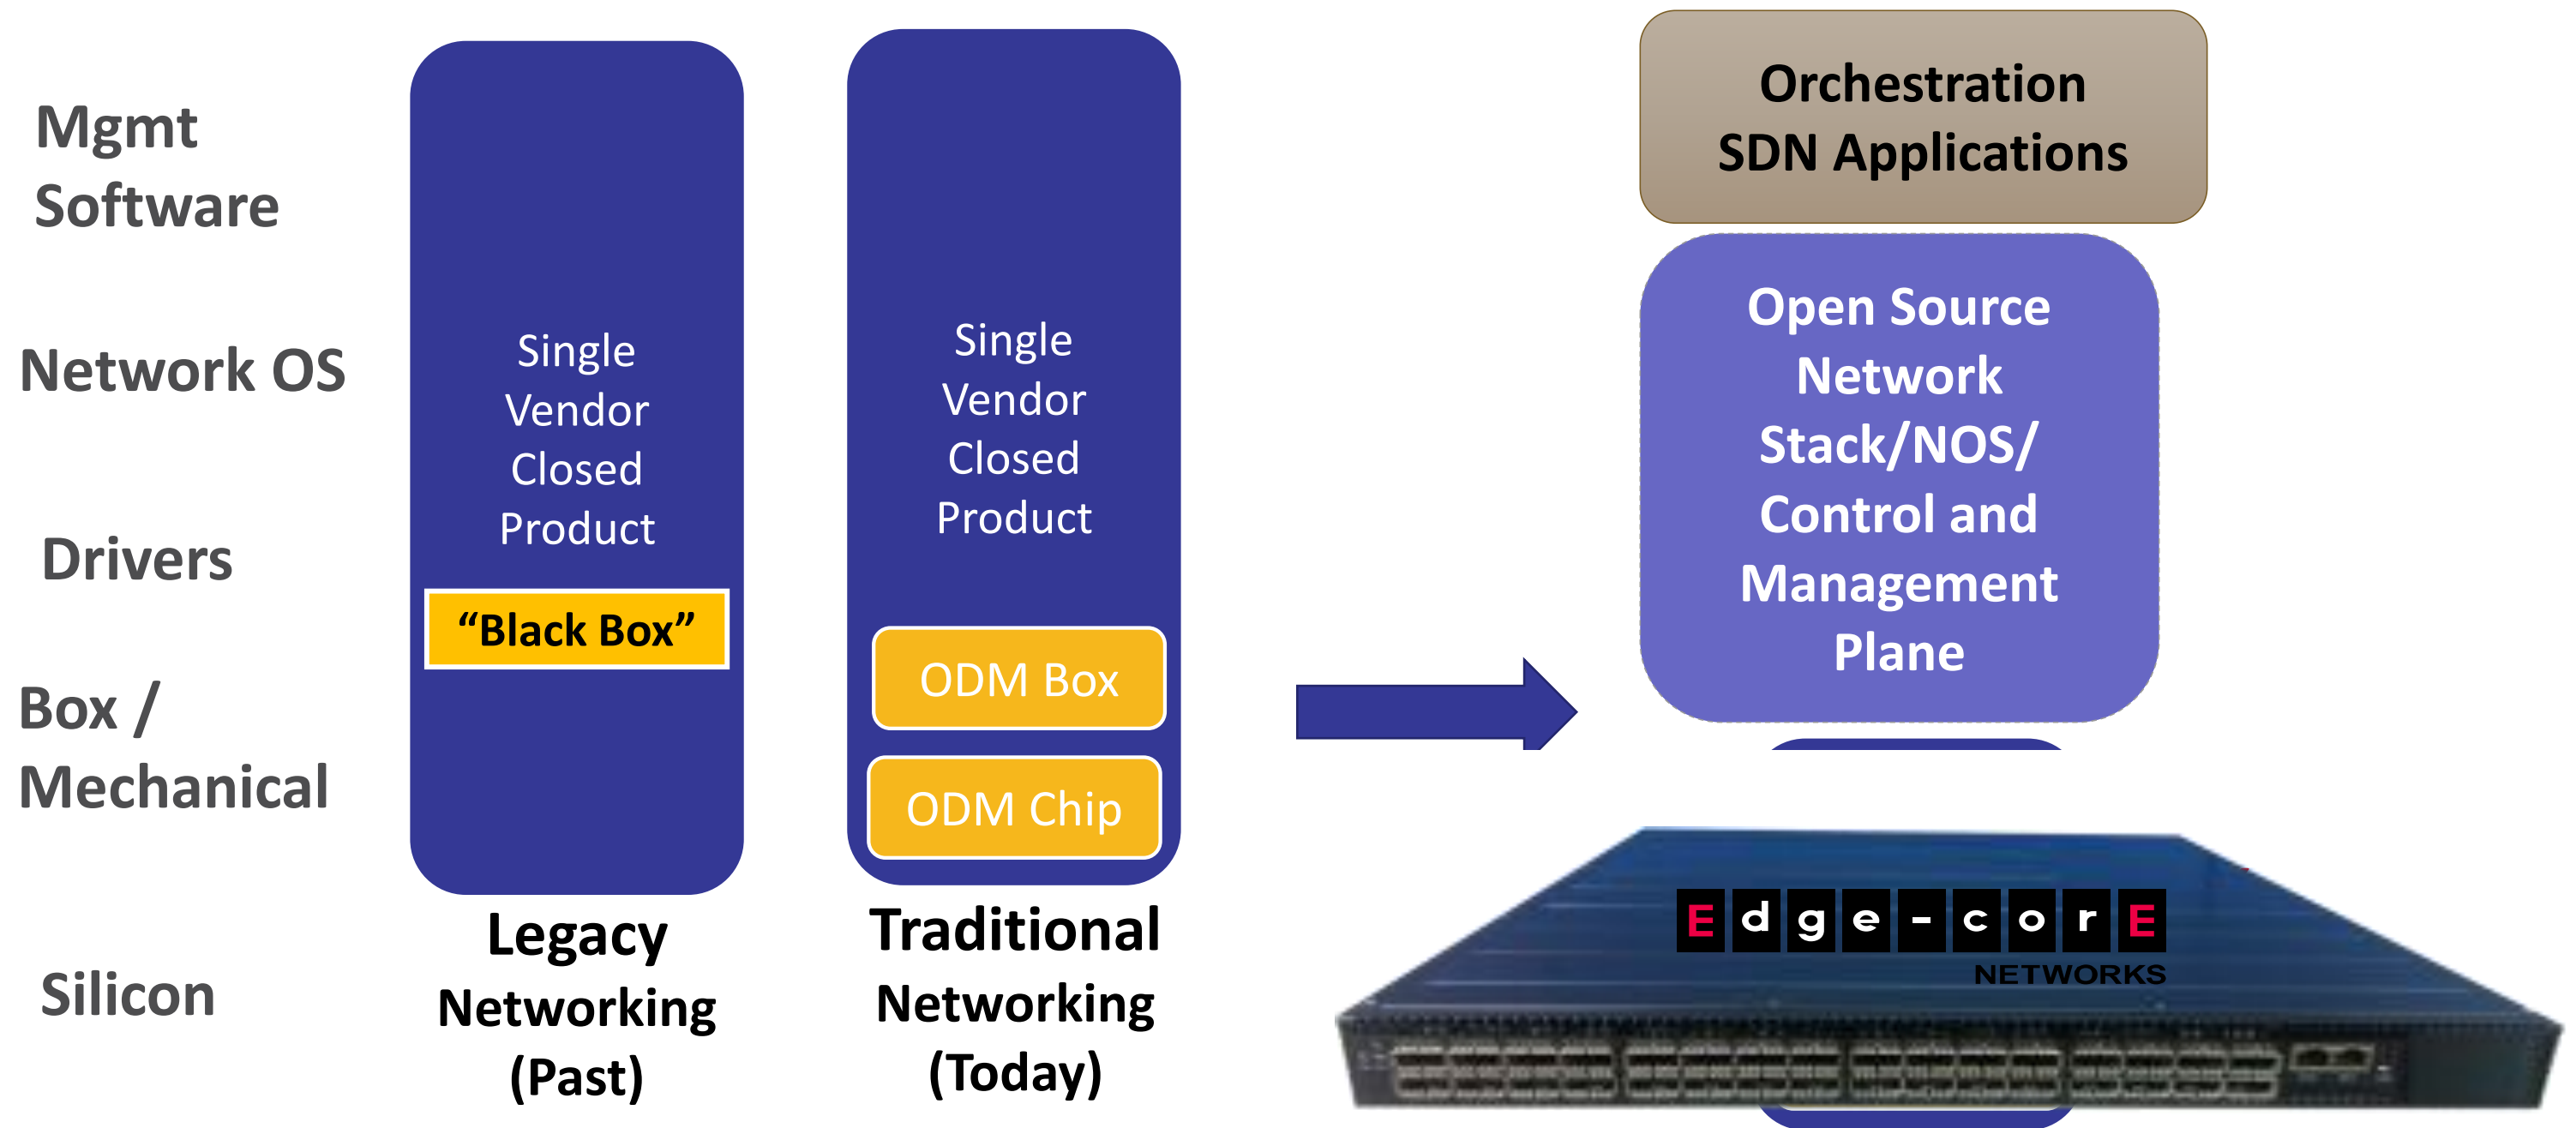 Mgmt
Software
Network OS
Drivers
Box /
Mechanical
Silicon
Single
Vendor
Closed
Product
“Black Box”
Legacy
Networking
(Past)
Single
Vendor
Closed
Product
ODM Box
ODM Chip
Traditional
Networking
(Today)
Orchestration
SDN Applications
Open Source
Network
Stack/NOS/
Control and
Management
Plane
Edge-corE
NETWORKS